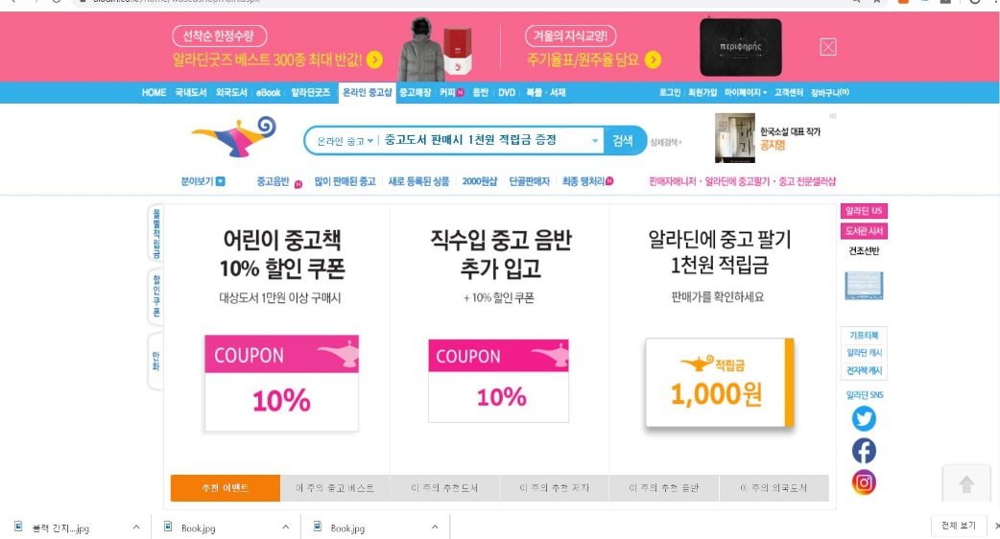 선착순 한정수량
알라딘굿즈 베스트 300종 최대 반값!
겨울의 지식교양!
주기율표/원주율 담요
περιφηρής
HOME 국내도서 외국도서 eBook 알라딘굿즈 온라인 중고샵 중고매장 커피 N 음반 DVD 북플·서재
로그인 회원가입 마이페이지 고객센터 장바구니(0)
온라인 중고 중고도서 판매시 1천원 적립금 증정 검색 상세검색
AD
한국소설 대표 작가
공지영
해리
분야보기 중고음반 N 많이 판매된 중고 새로 등록된 상품 2000원샵 단골판매자 최종 땡처리 N
판매자매니저 · 알라딘에 중고팔기 · 중고 전문셀러샵
요일별적립금
할인쿠폰
만화
어린이 중고책
10% 할인 쿠폰
대상도서 1만원 이상 구매시
COUPON
10%
직수입 중고 음반
추가 입고
+ 10% 할인 쿠폰
COUPON
10%
알라딘에 중고 팔기
1천원 적립금
판매가를 확인하세요
적립금
1,000원
알라딘 US
도서관 사서
건조선반
기프티북
알라딘 캐시
전자책 캐시
알라딘 SNS
추천 이벤트 이 주의 중고 베스트 이 주의 추천도서 이 주의 추천 저자 이 주의 추천 음반 이 주의 외국도서
블랙 간지....jpg Book.jpg Book.jpg 전체 보기